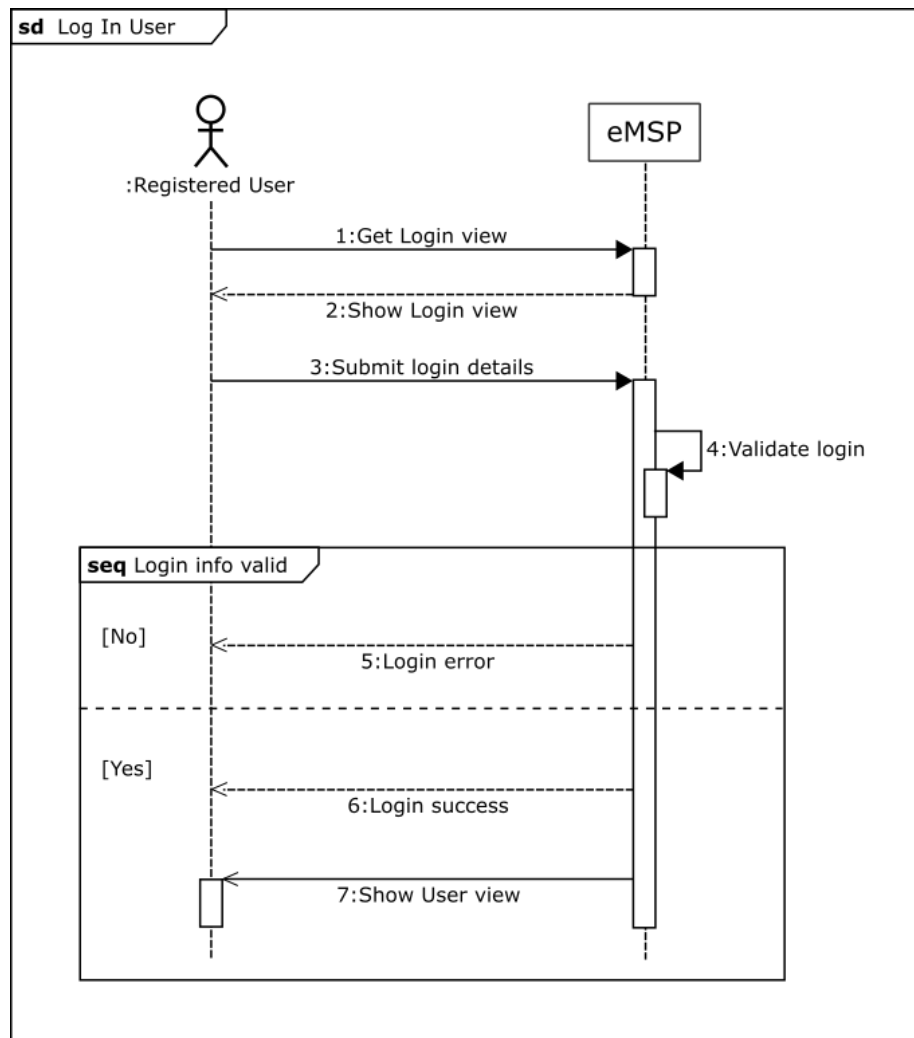 sd Log In User
eMSP
:Registered User
1:Get Login view
2:Show Login view
3:Submit login details
4:Validate login
seq Login info valid
[No]
5:Login error
[Yes]
6:Login success
7:Show User view